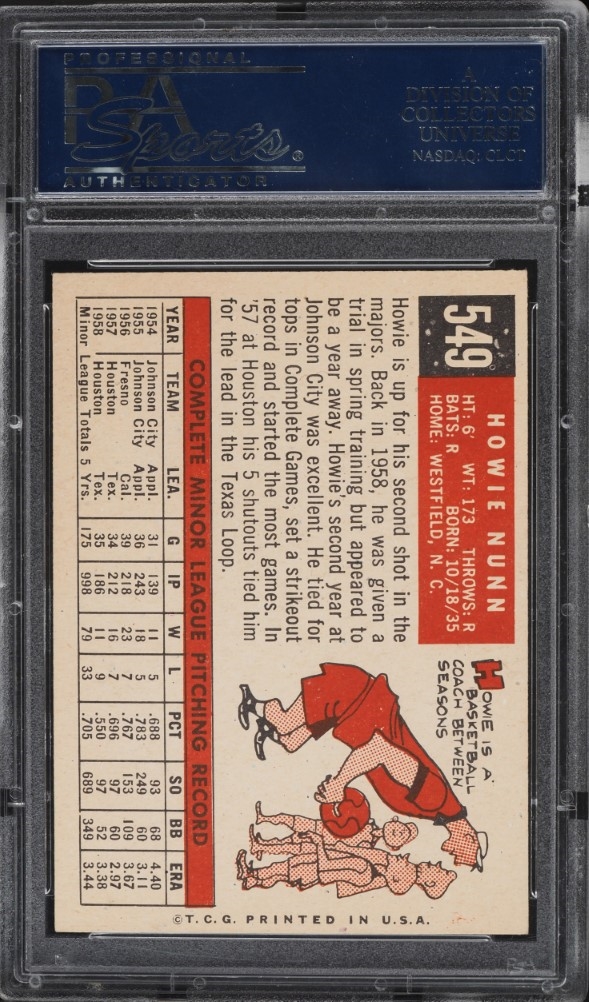 PROFESSIONAL
PSA
Sports®
AUTHENTICATOR
A
DIVISION OF
COLLECTORS
UNIVERSE
NASDAQ: CLCT
549
HOWIE NUNN
HT: 6' WT: 173 THROWS: R
BATS: R BORN: 10/18/35
HOME: WESTFIELD, N. C.
Howie is up for his second shot in the
majors. Back in 1958, he was given a
trial in spring training but appeared to
be a year away. Howie's second year at
Johnson City was excellent. He tied for
tops in Complete Games, set a strikeout
record and started the most games. In
'57 at Houston his 5 shutouts tied him
for the lead in the Texas Loop.
HOWIE IS A
BASKETBALL
COACH BETWEEN
SEASONS
COMPLETE MINOR LEAGUE PITCHING RECORD
YEAR TEAM LEA. G IP W L PCT SO BB ERA
1954 Johnson City Appl. 31 139 11 5 .688 93 68 4.40
1955 Johnson City Appl. 36 243 18 5 .783 249 60 3.11
1956 Fresno Cal. 39 218 23 7 .767 153 109 3.67
1957 Houston Tex. 34 212 16 7 .696 97 60 2.97
1958 Houston Tex. 35 186 11 9 .550 97 52 3.38
Minor League Totals 5 Yrs. 175 998 79 33 .705 689 349 3.44
©T.C.G. PRINTED IN U.S.A.
PSA